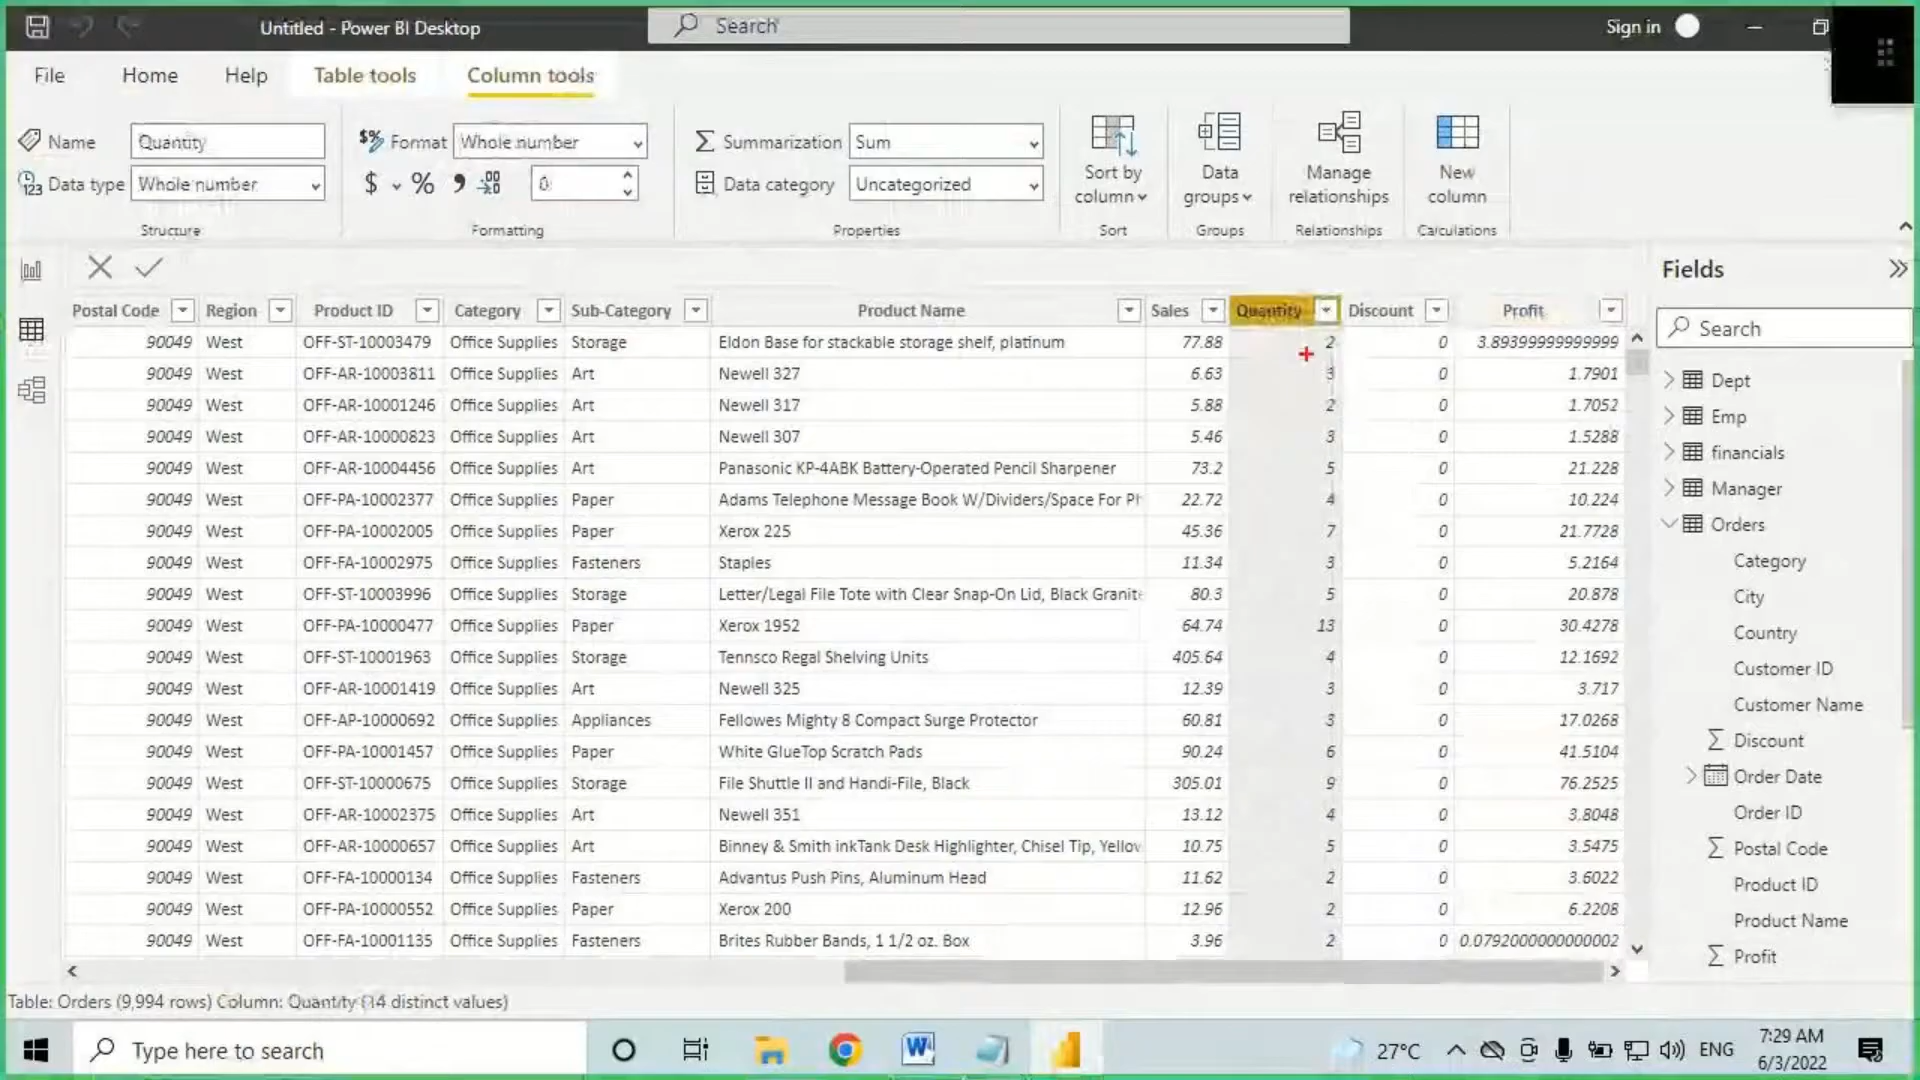 Untitled - Power BI Desktop
Search
Sign in
File Home Help Table tools Column tools
Name Quantity
Data type Whole number
Structure
Format Whole number
$ % 0
Formatting
Summarization Sum
Data category Uncategorized
Properties
Sort by column
Sort
Data groups
Groups
Manage relationships
Relationships
New column
Calculations
Postal Code Region Product ID Category Sub-Category Product Name Sales Quantity Discount Profit
90049 West OFF-ST-10003479 Office Supplies Storage Eldon Base for stackable storage shelf, platinum 77.88 2 0 3.89399999999999
90049 West OFF-AR-10003811 Office Supplies Art Newell 327 6.63 3 0 1.7901
90049 West OFF-AR-10001246 Office Supplies Art Newell 317 5.88 2 0 1.7052
90049 West OFF-AR-10000823 Office Supplies Art Newell 307 5.46 3 0 1.5288
90049 West OFF-AR-10004456 Office Supplies Art Panasonic KP-4ABK Battery-Operated Pencil Sharpener 73.2 5 0 21.228
90049 West OFF-PA-10002377 Office Supplies Paper Adams Telephone Message Book W/Dividers/Space For Ph 22.72 4 0 10.224
90049 West OFF-PA-10002005 Office Supplies Paper Xerox 225 45.36 7 0 21.7728
90049 West OFF-FA-10002975 Office Supplies Fasteners Staples 11.34 3 0 5.2164
90049 West OFF-ST-10003996 Office Supplies Storage Letter/Legal File Tote with Clear Snap-On Lid, Black Granite 80.3 5 0 20.878
90049 West OFF-PA-10000477 Office Supplies Paper Xerox 1952 64.74 13 0 30.4278
90049 West OFF-ST-10001963 Office Supplies Storage Tennsco Regal Shelving Units 405.64 4 0 12.1692
90049 West OFF-AR-10001419 Office Supplies Art Newell 325 12.39 3 0 3.717
90049 West OFF-AP-10000692 Office Supplies Appliances Fellowes Mighty 8 Compact Surge Protector 60.81 3 0 17.0268
90049 West OFF-PA-10001457 Office Supplies Paper White GlueTop Scratch Pads 90.24 6 0 41.5104
90049 West OFF-ST-10000675 Office Supplies Storage File Shuttle II and Handi-File, Black 305.01 9 0 76.2525
90049 West OFF-AR-10002375 Office Supplies Art Newell 351 13.12 4 0 3.8048
90049 West OFF-AR-10000657 Office Supplies Art Binney & Smith inkTank Desk Highlighter, Chisel Tip, Yellow 10.75 5 0 3.5475
90049 West OFF-FA-10000134 Office Supplies Fasteners Advantus Push Pins, Aluminum Head 11.62 2 0 3.6022
90049 West OFF-PA-10000552 Office Supplies Paper Xerox 200 12.96 2 0 6.2208
90049 West OFF-FA-10001135 Office Supplies Fasteners Brites Rubber Bands, 1 1/2 oz. Box 3.96 2 0 0.0792000000000002
Fields
Search
Dept
Emp
financials
Manager
Orders
Category
City
Country
Customer ID
Customer Name
Discount
Order Date
Order ID
Postal Code
Product ID
Product Name
Profit
Table: Orders (9,994 rows) Column: Quantity (14 distinct values)
Type here to search
27°C
ENG
7:29 AM
6/3/2022